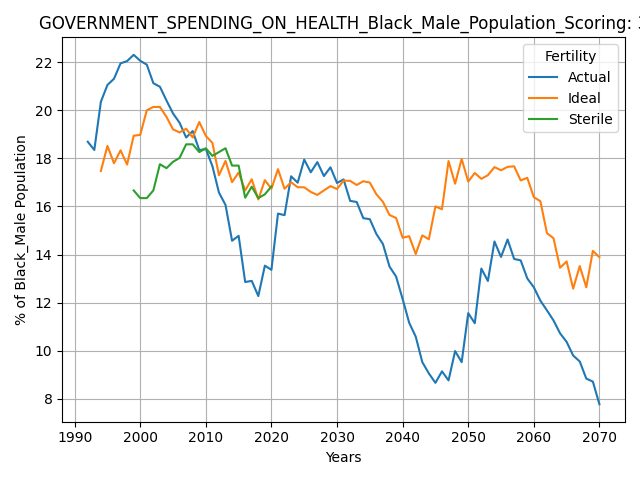 GOVERNMENT_SPENDING_ON_HEALTH_Black_Male_Population_Scoring:
Fertility
Actual
Ideal
Sterile
% of Black_Male Population
22
20
18
16
14
12
10
8
1990 2000 2010 2020 2030 2040 2050 2060 2070
Years